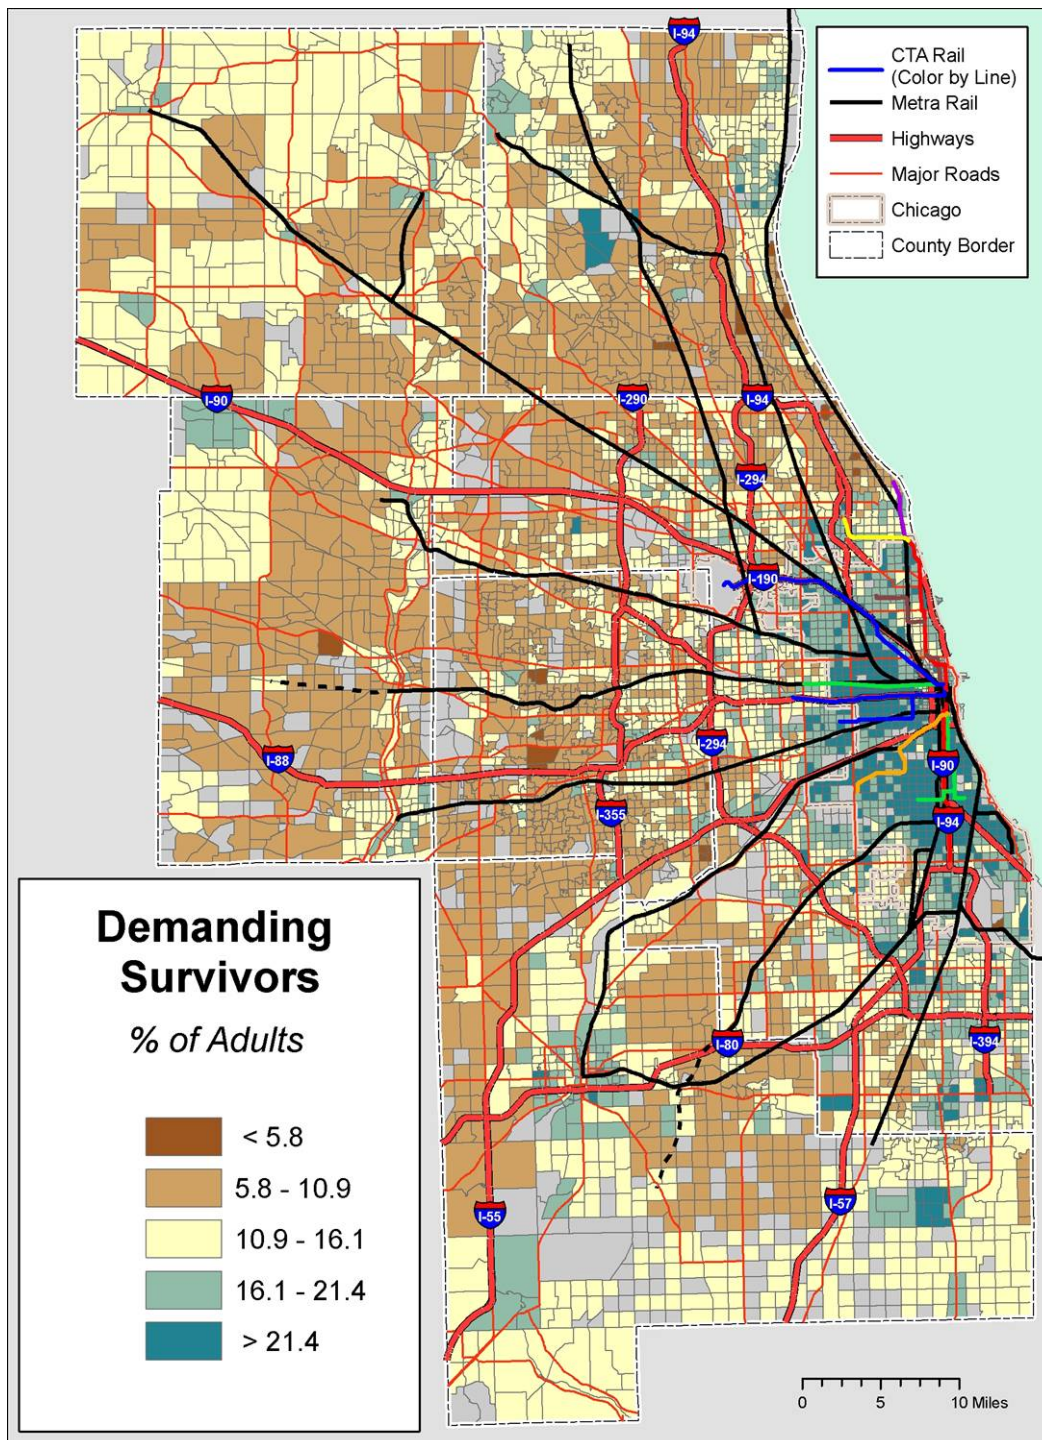 I-94
CTA Rail
(Color by Line)
Metra Rail
Highways
Major Roads
Chicago
County Border
I-90
I-290
I-94
I-294
I-190
I-88
I-294
I-90
I-355
I-94
Demanding
Survivors
% of Adults
< 5.8
5.8 - 10.9
10.9 - 16.1
16.1 - 21.4
> 21.4
I-80
I-394
I-55
I-57
0 5 10 Miles